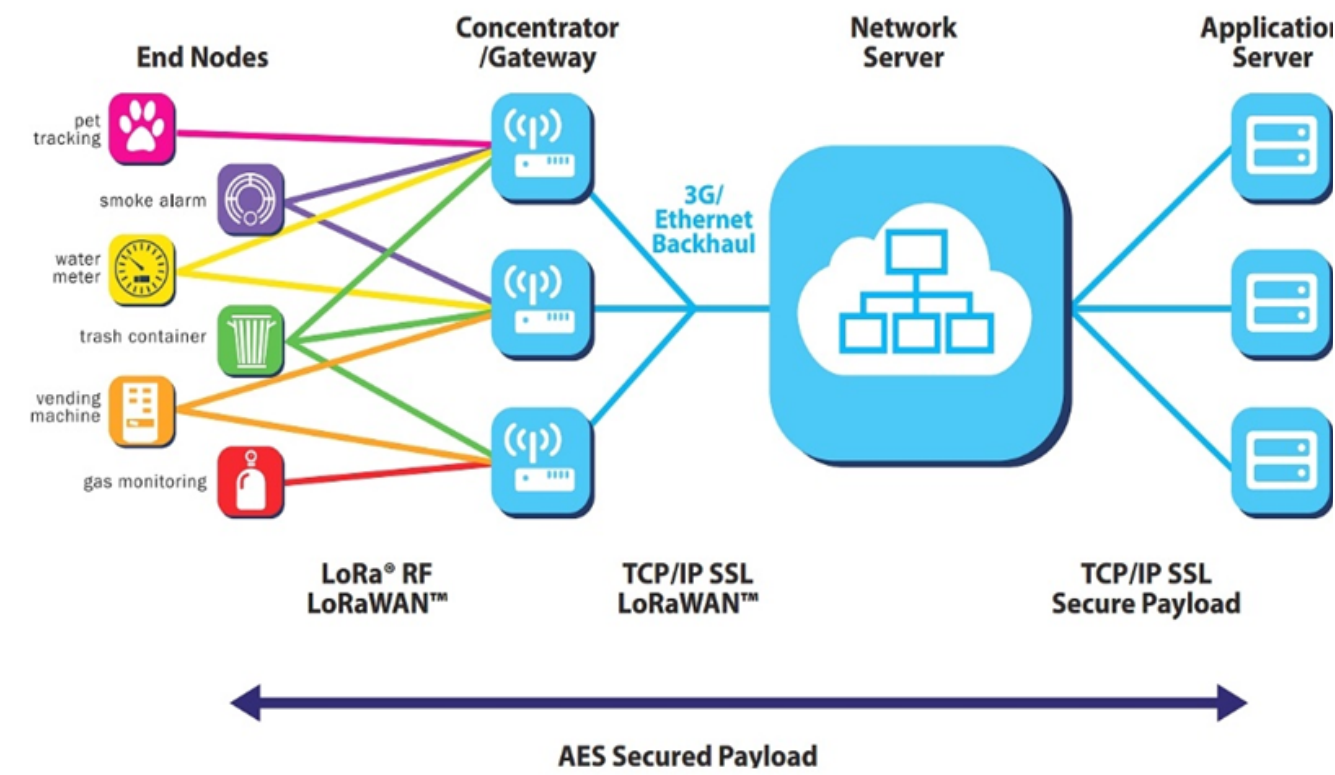 End Nodes
Concentrator
/Gateway
Network
Server
Application
Server
pet
tracking
smoke alarm
water
meter
trash container
vending
machine
gas monitoring
3G/
Ethernet
Backhaul
LoRa® RF
LoRaWAN™
TCP/IP SSL
LoRaWAN™
TCP/IP SSL
Secure Payload
AES Secured Payload